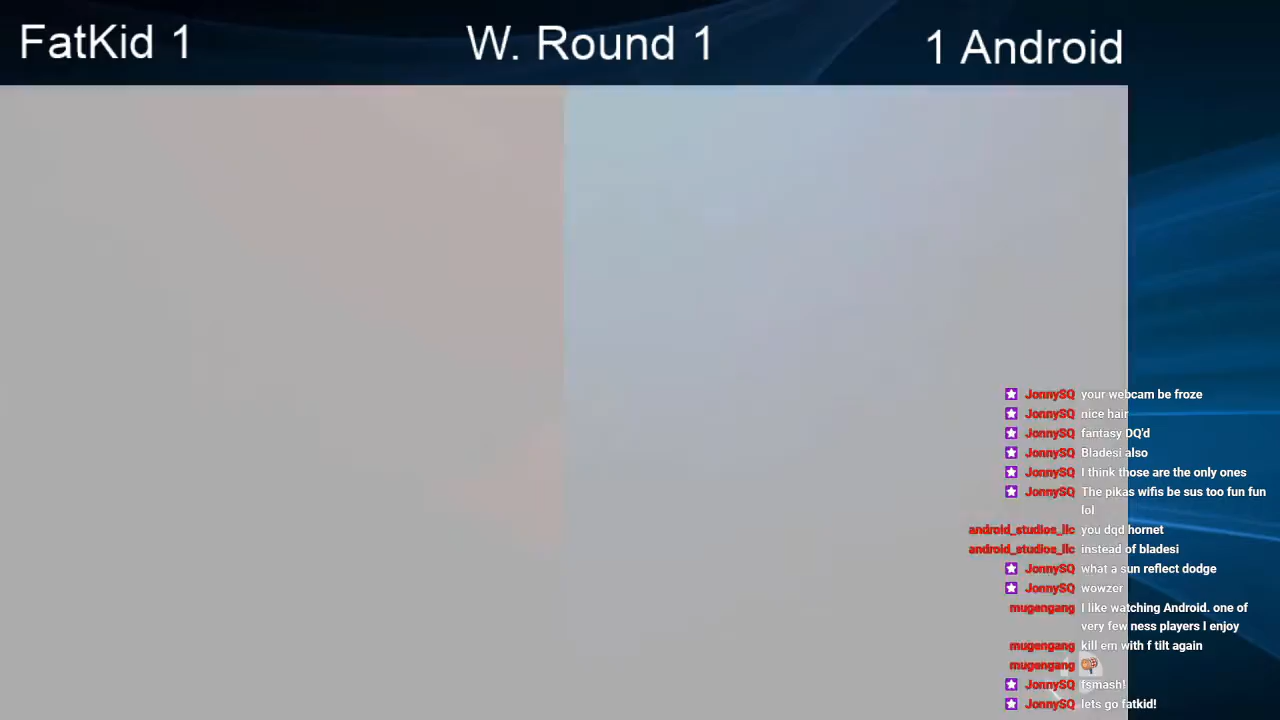 FatKid 1 W. Round 1 1 Android
JonnySQ your webcam be froze
JonnySQ nice hair
JonnySQ fantasy DQ'd
JonnySQ Bladesi also
JonnySQ I think those are the only ones
JonnySQ The pikas wifis be sus too fun fun
lol
android_studios_llc you dqd hornet
android_studios_llc instead of bladesi
JonnySQ what a sun reflect dodge
JonnySQ wowzer
mugengang I like watching Android. one of
very few ness players I enjoy
mugengang kill em with f tilt again
mugengang
JonnySQ fsmash!
JonnySQ lets go fatkid!